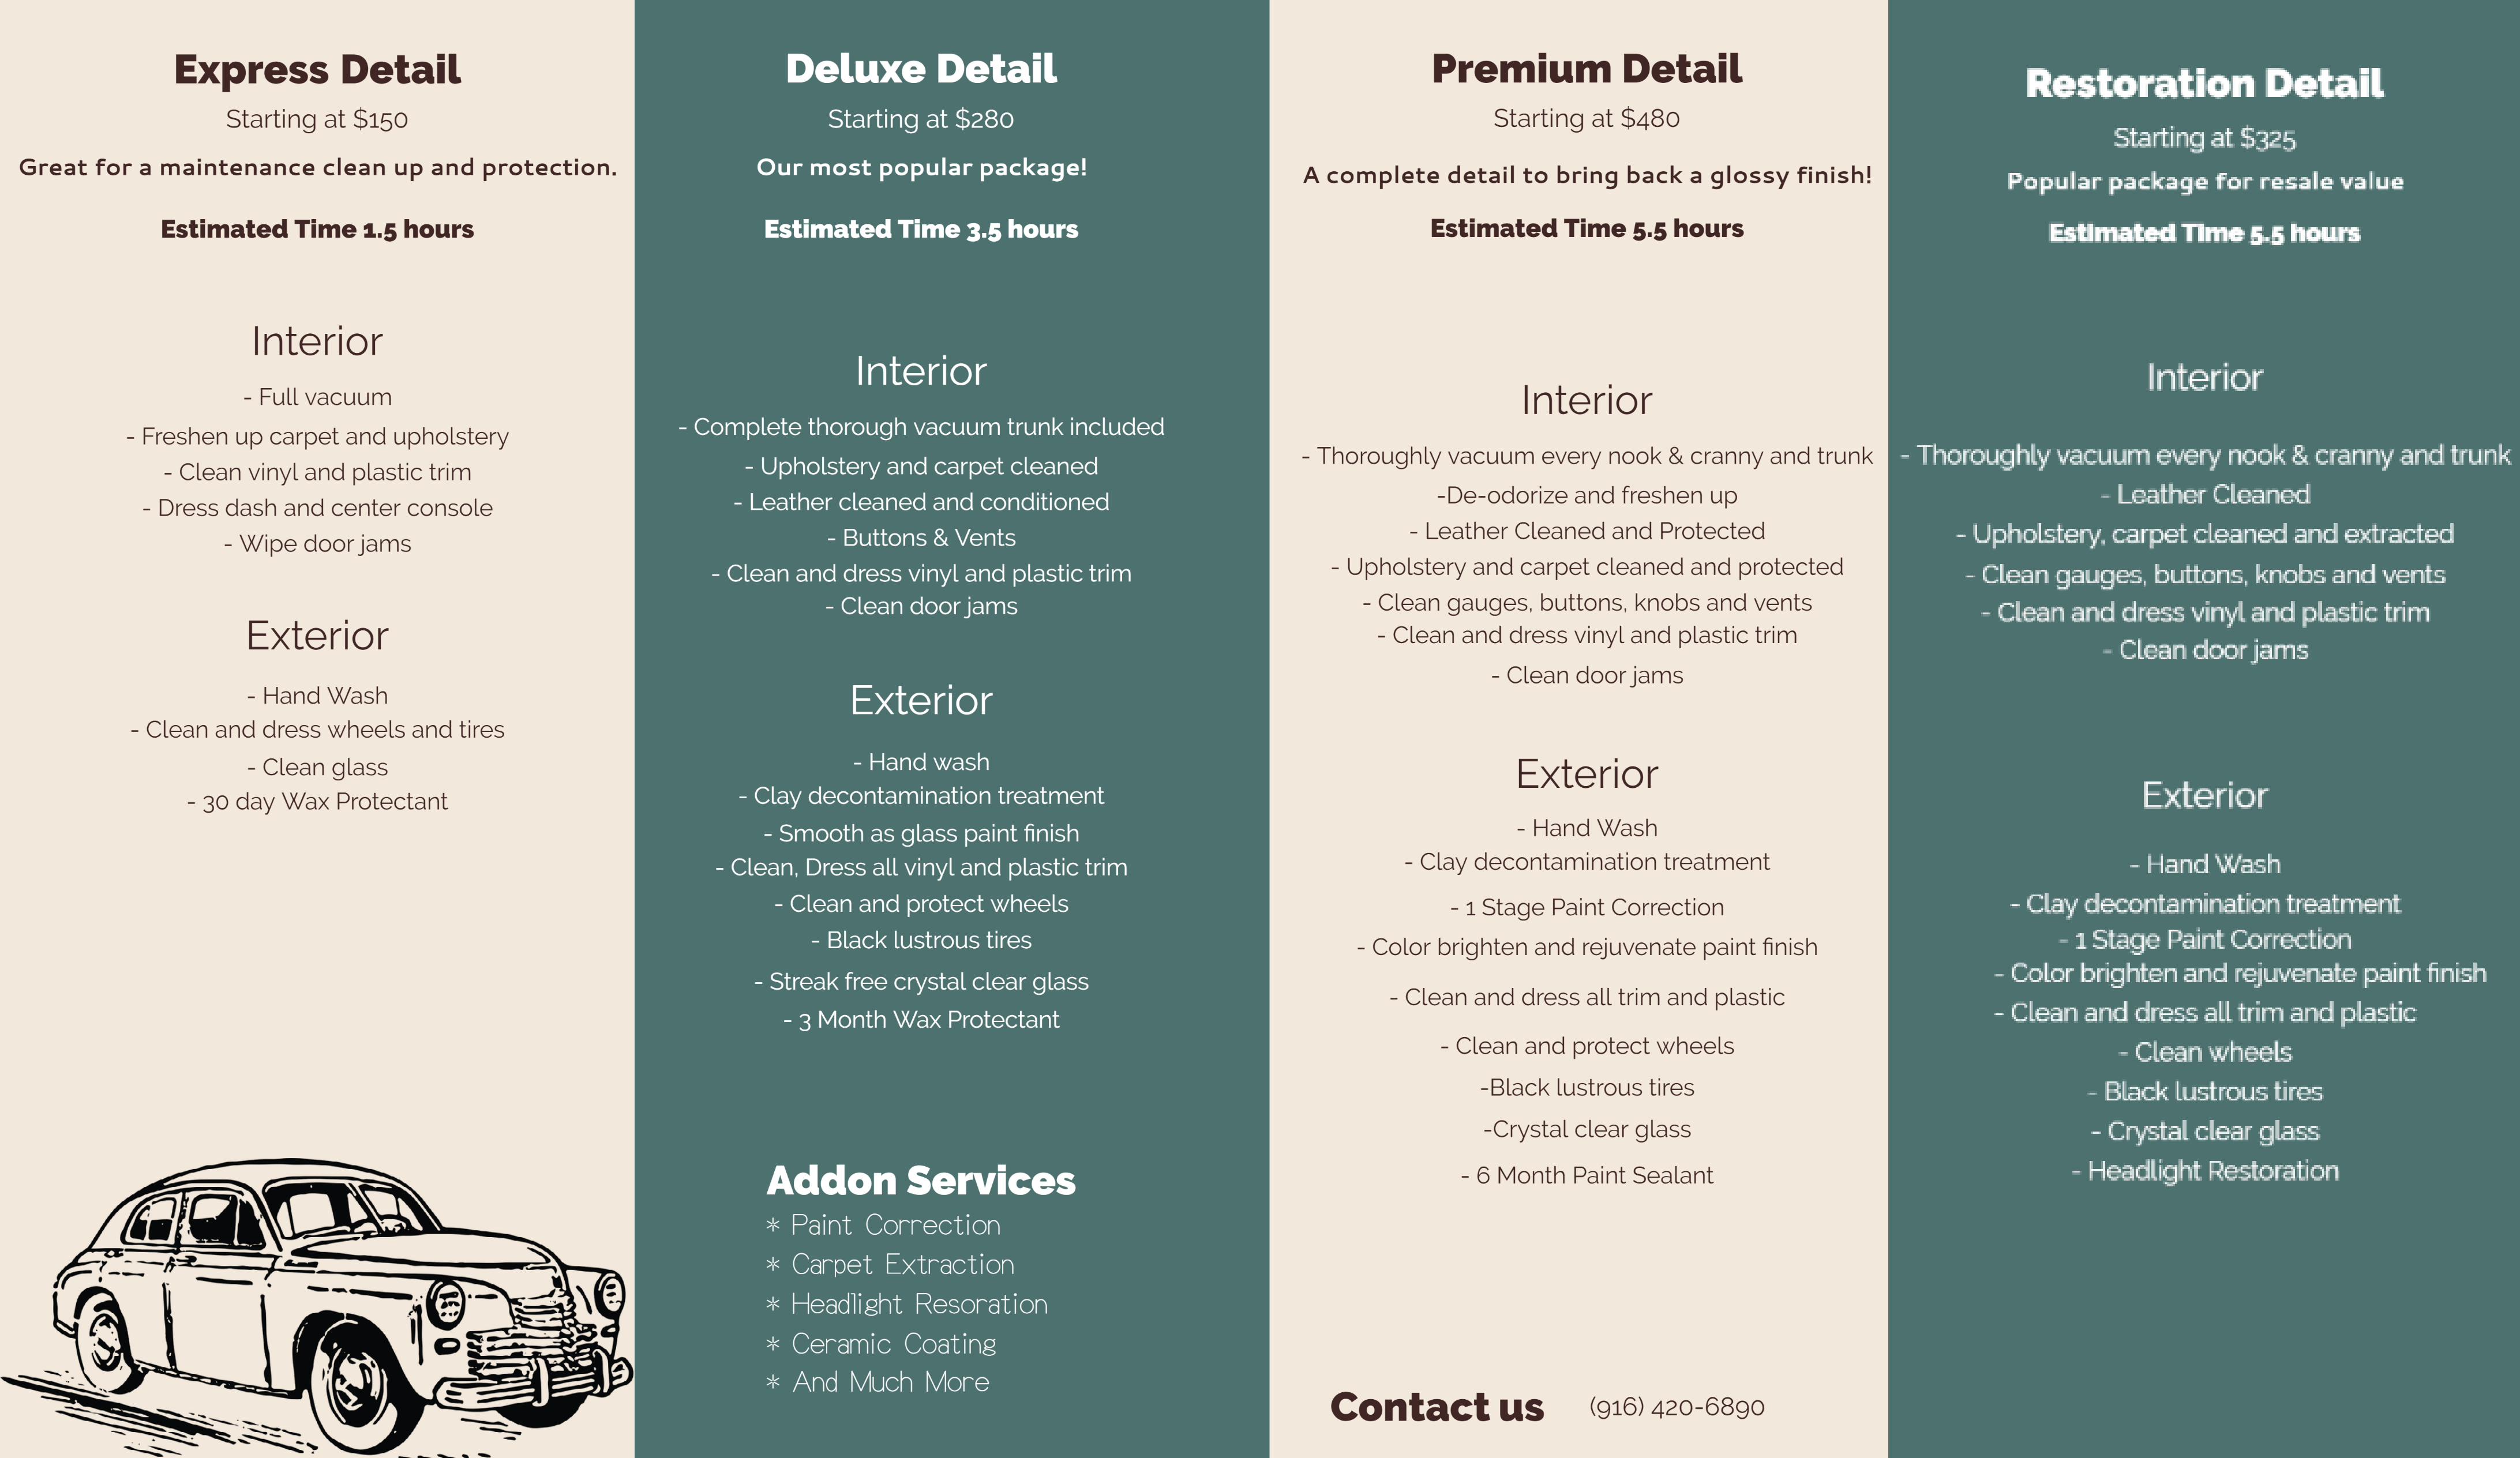 Express Detail
Starting at $150
Great for a maintenance clean up and protection.
Estimated Time 1.5 hours
Interior
- Full vacuum
- Freshen up carpet and upholstery
- Clean vinyl and plastic trim
- Dress dash and center console
- Wipe door jams
Exterior
- Hand Wash
- Clean and dress wheels and tires
- Clean glass
- 30 day Wax Protectant
Deluxe Detail
Starting at $280
Our most popular package!
Estimated Time 3.5 hours
Interior
- Complete thorough vacuum trunk included
- Upholstery and carpet cleaned
- Leather cleaned and conditioned
- Buttons & Vents
- Clean and dress vinyl and plastic trim
- Clean door jams
Exterior
- Hand wash
- Clay decontamination treatment
- Smooth as glass paint finish
- Clean, Dress all vinyl and plastic trim
- Clean and protect wheels
- Black lustrous tires
- Streak free crystal clear glass
- 3 Month Wax Protectant
Addon Services
* Paint Correction
* Carpet Extraction
* Headlight Resoration
* Ceramic Coating
* And Much More
Premium Detail
Starting at $480
A complete detail to bring back a glossy finish!
Estimated Time 5.5 hours
Interior
- Thoroughly vacuum every nook & cranny and trunk
-De-odorize and freshen up
- Leather Cleaned and Protected
- Upholstery and carpet cleaned and protected
- Clean gauges, buttons, knobs and vents
- Clean and dress vinyl and plastic trim
- Clean door jams
Exterior
- Hand Wash
- Clay decontamination treatment
- 1 Stage Paint Correction
- Color brighten and rejuvenate paint finish
- Clean and dress all trim and plastic
- Clean and protect wheels
-Black lustrous tires
-Crystal clear glass
- 6 Month Paint Sealant
Contact us (916) 420-6890
Restoration Detail
Starting at $325
Popular package for resale value
Estimated Time 5.5 hours
Interior
- Thoroughly vacuum every nook & cranny and trunk
- Leather Cleaned
- Upholstery, carpet cleaned and extracted
- Clean gauges, buttons, knobs and vents
- Clean and dress vinyl and plastic trim
- Clean door jams
Exterior
- Hand Wash
- Clay decontamination treatment
- 1 Stage Paint Correction
- Color brighten and rejuvenate paint finish
- Clean and dress all trim and plastic
- Clean wheels
- Black lustrous tires
- Crystal clear glass
- Headlight Restoration